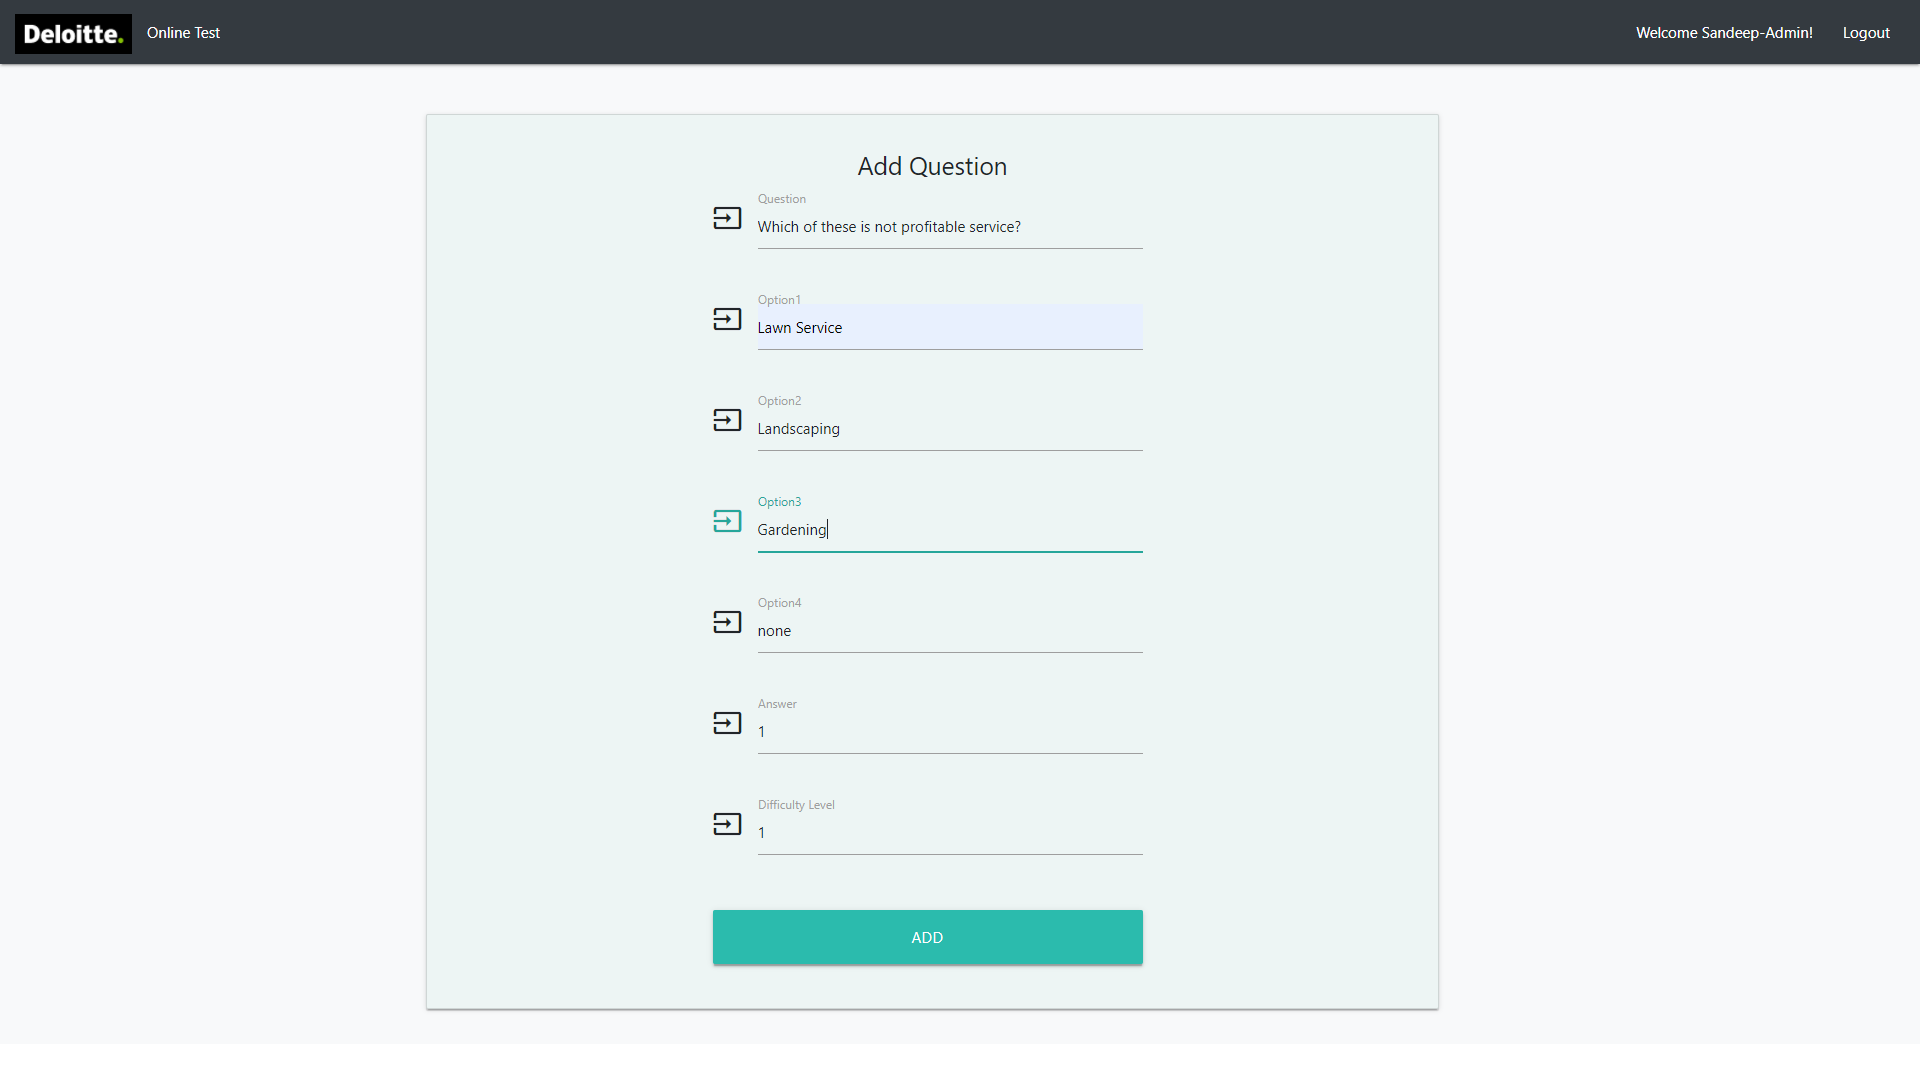 Deloitte.
Online Test
Welcome Sandeep-Admin!
Logout
Add Question
Question
Which of these is not profitable service?
Option1
Lawn Service
Option2
Landscaping
Option3
Gardening
Option4
none
Answer
1
Difficulty Level
1
ADD